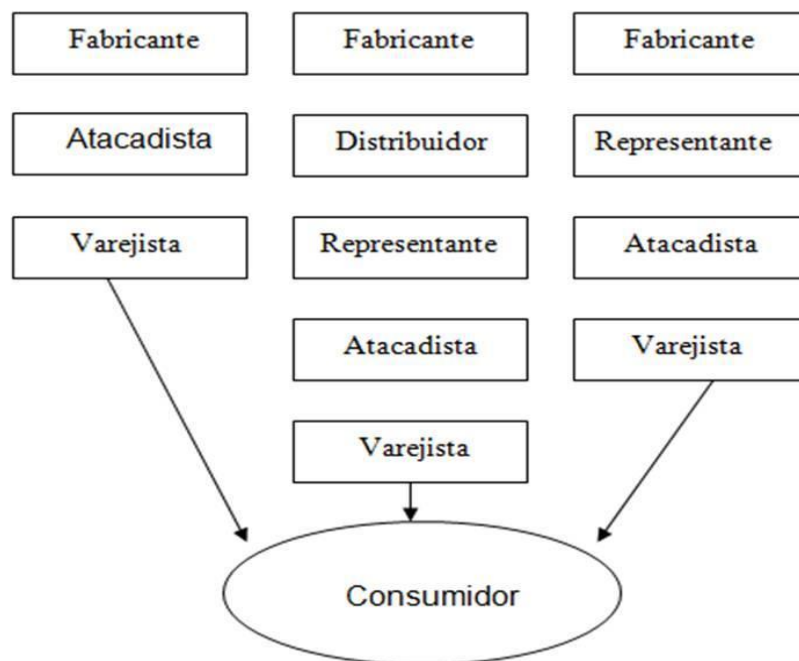 Fabricante
Fabricante
Fabricante
Atacadista
Distribuidor
Representante
Varejista
Representante
Atacadista
Atacadista
Varejista
Varejista
Consumidor